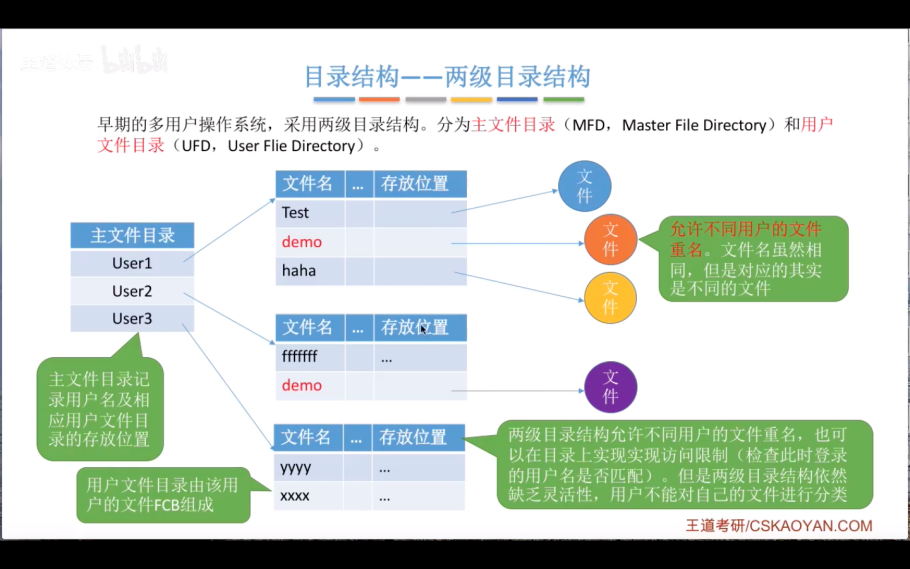 目录结构——两级目录结构
早期的多用户操作系统，采用两级目录结构。分为主文件目录（MFD，Master File Directory）和用户
文件目录（UFD，User Flie Directory）。
主文件目录
User1
User2
User3
文件名 ... 存放位置
Test
demo
haha
文件
文件
文件
允许不同用户的文件
重名。文件名虽然相
同，但是对应的其实
是不同的文件
文件名 ... 存放位置
fffffff ...
demo
文件
主文件目录记
录用户名及相
应用户文件目
录的存放位置
文件名 ... 存放位置
yyyy ...
xxxx ...
用户文件目录由该用
户的文件FCB组成
两级目录结构允许不同用户的文件重名，也可
以在目录上实现实现访问限制（检查此时登录
的用户名是否匹配）。但是两级目录结构依然
缺乏灵活性，用户不能对自己的文件进行分类
王道考研/CSKAOYAN.COM